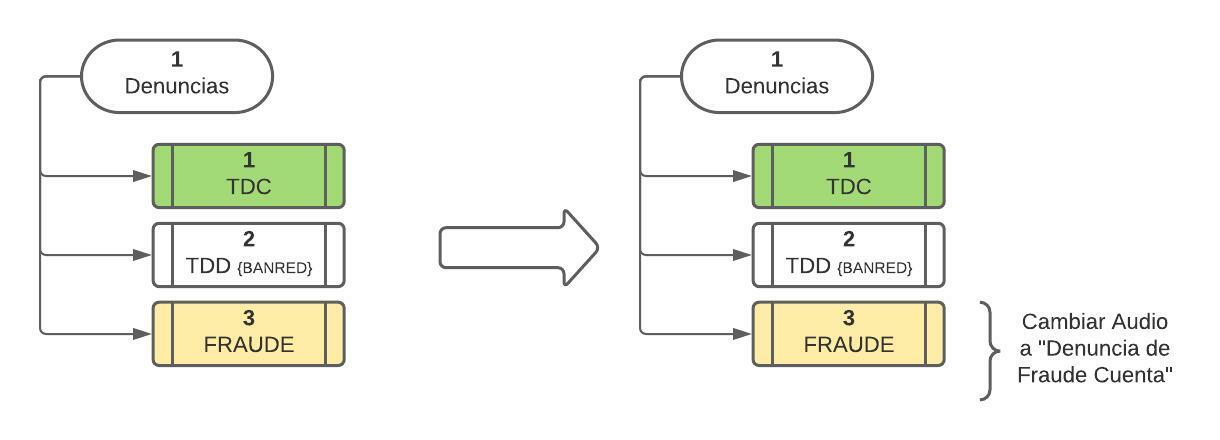 1
Denuncias
1
TDC
2
TDD {BANRED}
3
FRAUDE
1
Denuncias
1
TDC
2
TDD {BANRED}
3
FRAUDE
Cambiar Audio
a "Denuncia de
Fraude Cuenta"